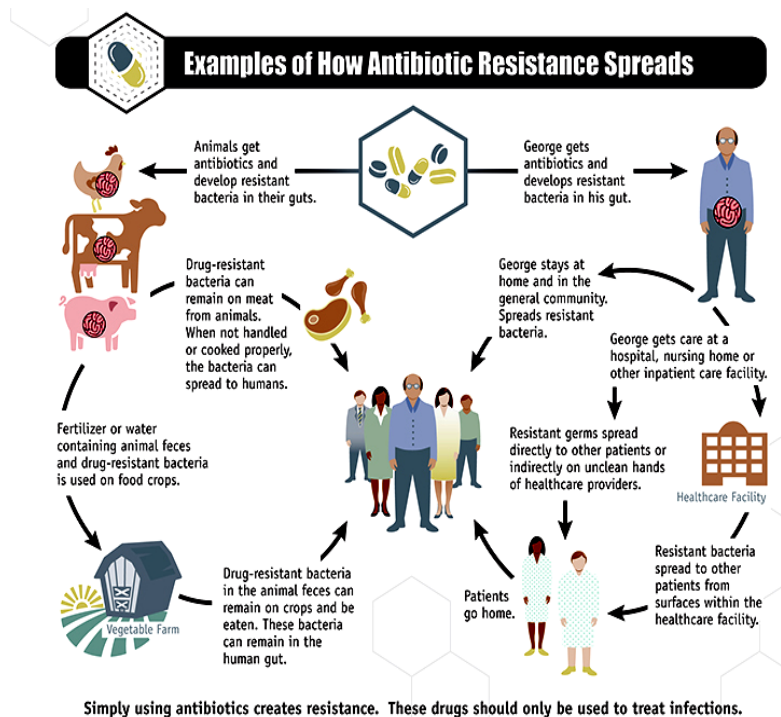 Examples of How Antibiotic Resistance Spreads
Animals get
antibiotics and
develop resistant
bacteria in their guts.
George gets
antibiotics and
develops resistant
bacteria in his gut.
Drug-resistant
bacteria can
remain on meat
from animals.
When not handled
or cooked properly,
the bacteria can
spread to humans.
George stays at
home and in the
general community.
Spreads resistant
bacteria.
George gets care at a
hospital, nursing home or
other inpatient care facility.
Fertilizer or water
containing animal feces
and drug-resistant bacteria
is used on food crops.
Resistant germs spread
directly to other patients or
indirectly on unclean hands
of healthcare providers.
Healthcare Facility
Vegetable Farm
Drug-resistant bacteria
in the animal feces can
remain on crops and be
eaten. These bacteria
can remain in the
human gut.
Patients
go home.
Resistant bacteria
spread to other
patients from
surfaces within the
healthcare facility.
Simply using antibiotics creates resistance. These drugs should only be used to treat infections.